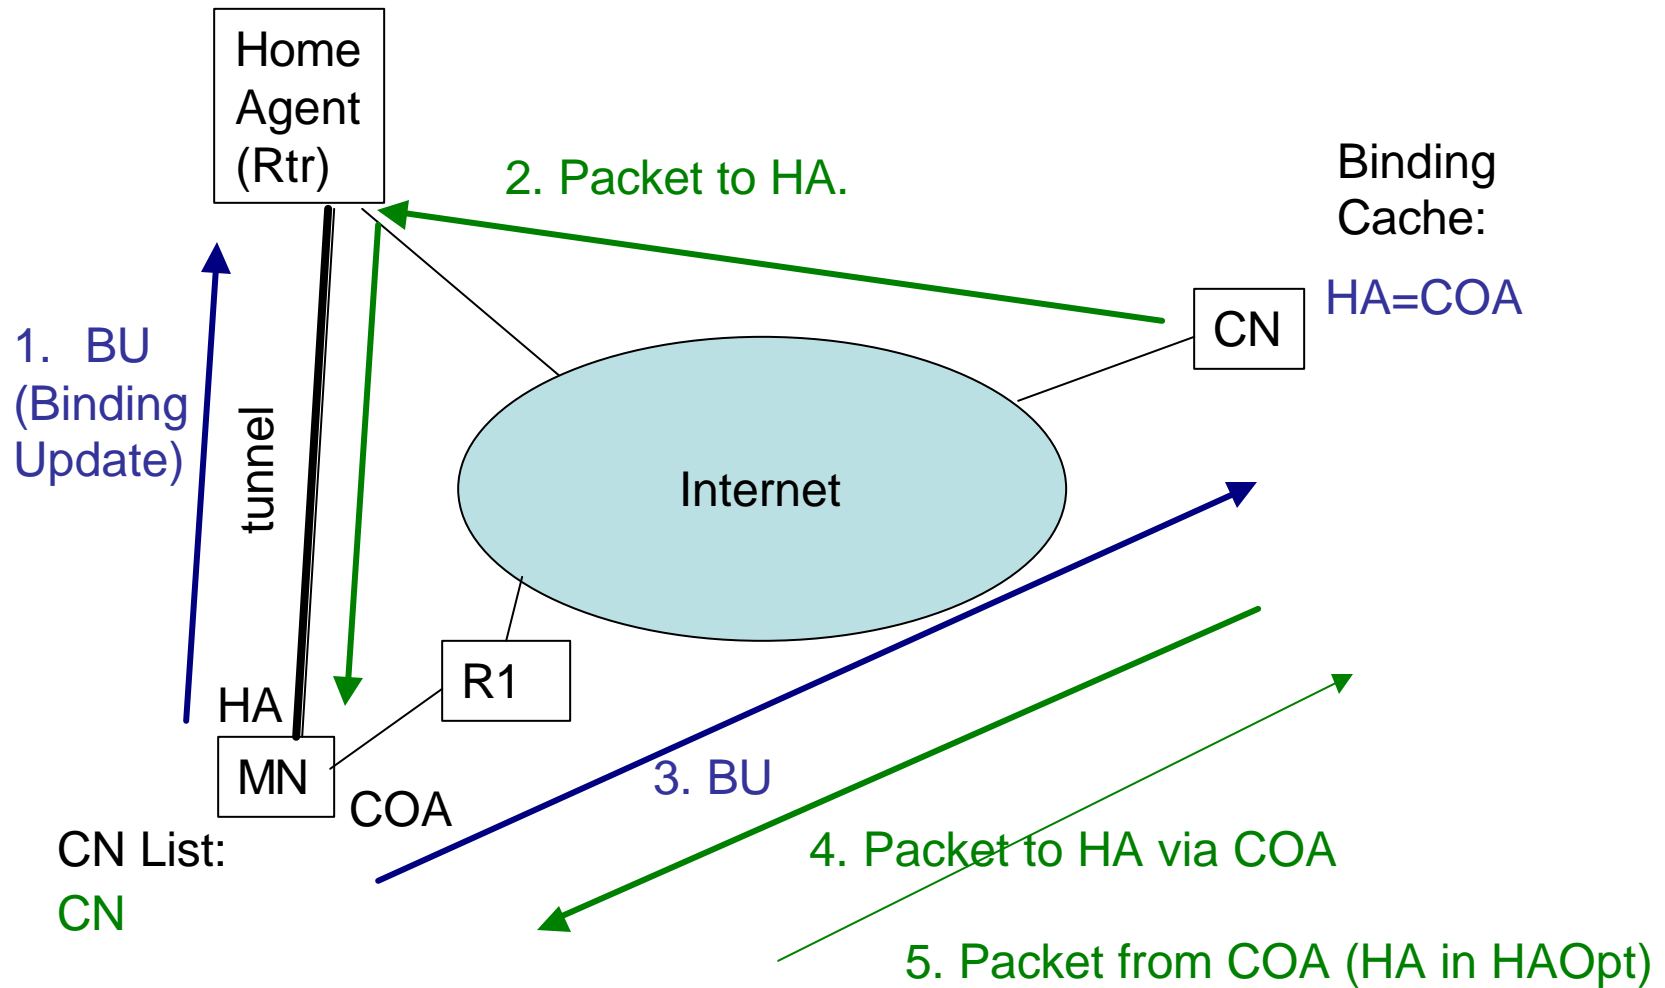 Home
Agent
(Rtr)
2. Packet to HA.
Binding
Cache:
HA=COA
CN
1. BU
(Binding
Update)
tunnel
Internet
R1
HA
MN
COA
3. BU
CN List:
CN
4. Packet to HA via COA
5. Packet from COA (HA in HAOpt)